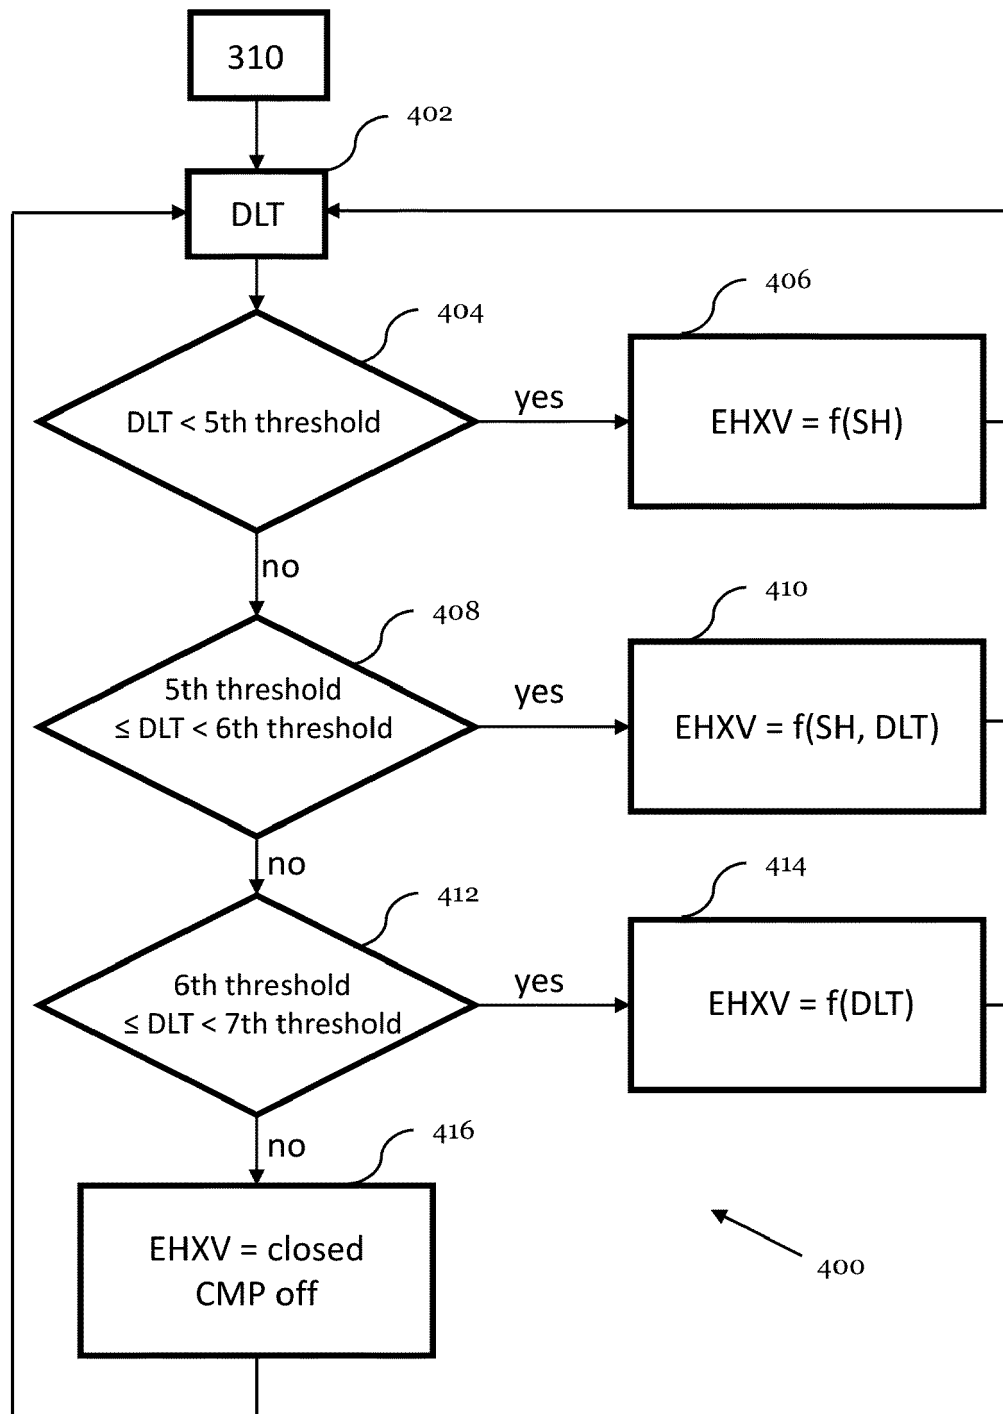 310
402
DLT
404
406
DLT < 5th threshold
yes
EHXV = f(SH)
no
408
410
5th threshold
≤ DLT < 6th threshold
yes
EHXV = f(SH, DLT)
no
412
414
6th threshold
≤ DLT < 7th threshold
yes
EHXV = f(DLT)
no
416
EHXV = closed
CMP off
400